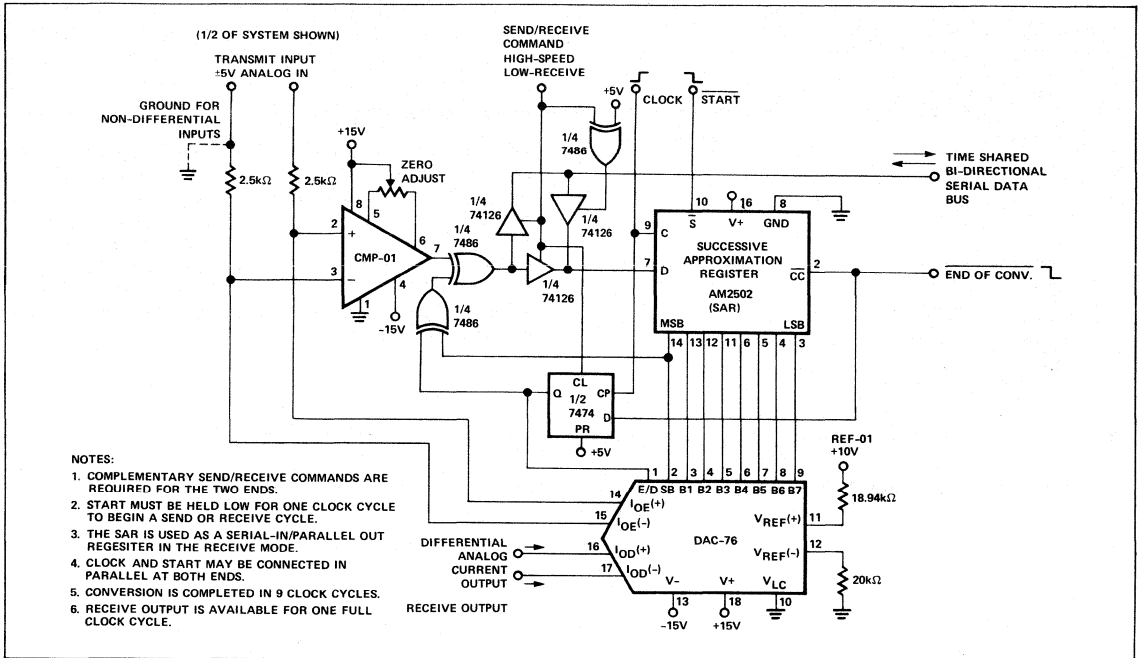 (1/2 OF SYSTEM SHOWN)
TRANSMIT INPUT
±5V ANALOG IN
GROUND FOR
NON-DIFFERENTIAL
INPUTS
SEND/RECEIVE
COMMAND
HIGH-SPEED
LOW-RECEIVE
+5V
CLOCK
START
1/4
7486
+15V
ZERO
ADJUST
2.5kΩ
2.5kΩ
8
5
6
2
+
3
−
CMP-01
7
4
1
-15V
1/4
7486
1/4
7486
1/4
74126
1/4
74126
1/4
74126
TIME SHARED
BI-DIRECTIONAL
SERIAL DATA
BUS
10
16
8
S
V+
GND
9
C
SUCCESSIVE
APPROXIMATION
REGISTER
7
D
CC
2
END OF CONV.
AM2502
(SAR)
MSB
LSB
14
13
12
11
6
5
4
3
CL
Q
CP
1/2
7474
D
PR
+5V
REF-01
+10V
18.94kΩ
1
2
3
4
5
6
7
8
9
E/D
SB
B1
B2
B3
B4
B5
B6
B7
14
IOE(+)
15
IOE(−)
16
IOD(+)
17
IOD(−)
VREF(+)
11
DAC-76
VREF(−)
12
20kΩ
V−
V+
VLC
13
18
10
-15V
+15V
DIFFERENTIAL
ANALOG
CURRENT
OUTPUT
RECEIVE OUTPUT
NOTES:
1. COMPLEMENTARY SEND/RECEIVE COMMANDS ARE
REQUIRED FOR THE TWO ENDS.
2. START MUST BE HELD LOW FOR ONE CLOCK CYCLE
TO BEGIN A SEND OR RECEIVE CYCLE.
3. THE SAR IS USED AS A SERIAL-IN/PARALLEL OUT
REGESITER IN THE RECEIVE MODE.
4. CLOCK AND START MAY BE CONNECTED IN
PARALLEL AT BOTH ENDS.
5. CONVERSION IS COMPLETED IN 9 CLOCK CYCLES.
6. RECEIVE OUTPUT IS AVAILABLE FOR ONE FULL
CLOCK CYCLE.